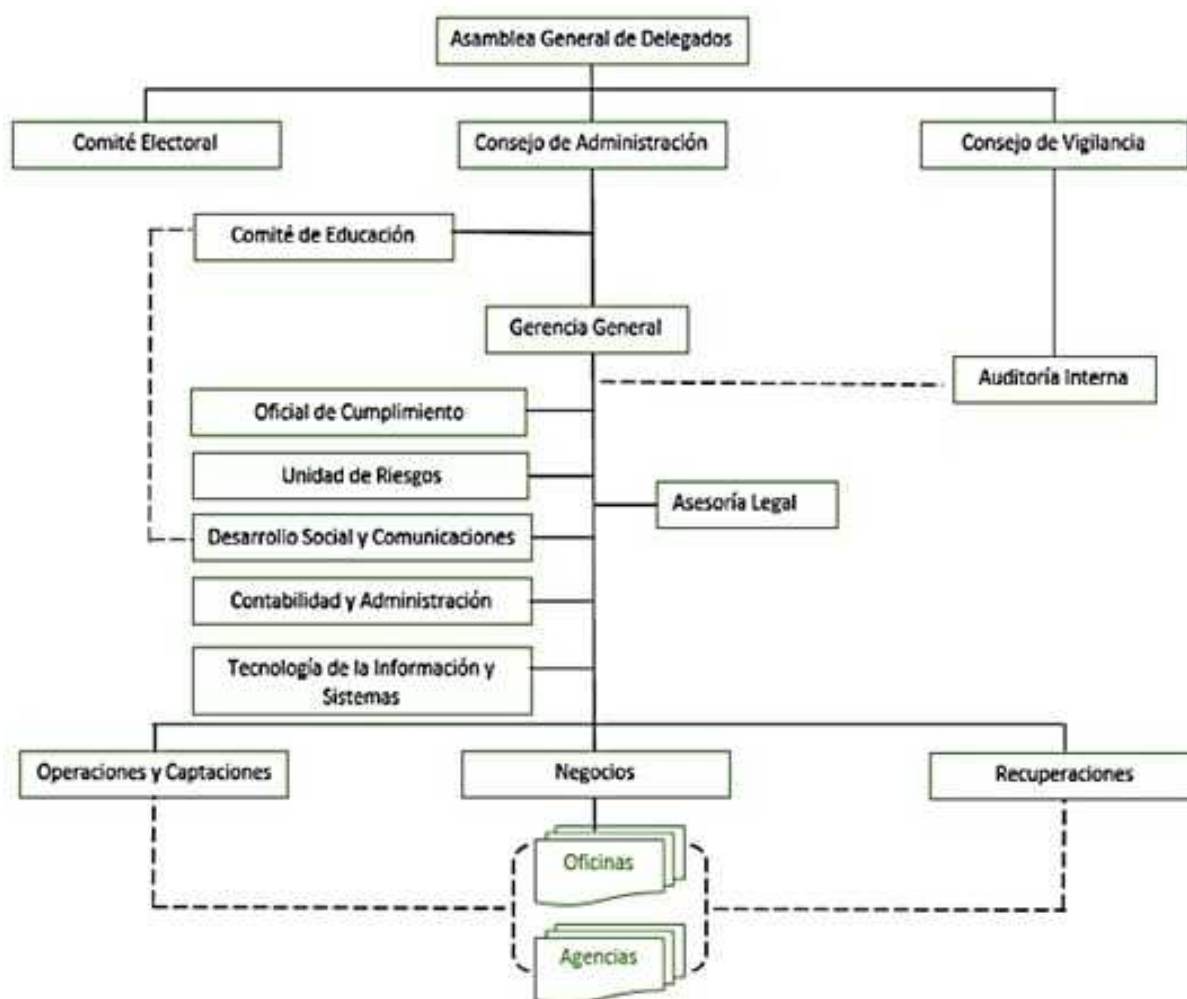 Asamblea General de Delegados
Comité Electoral
Consejo de Administración
Consejo de Vigilancia
Comité de Educación
Gerencia General
Auditoría Interna
Oficial de Cumplimiento
Unidad de Riesgos
Asesoría Legal
Desarrollo Social y Comunicaciones
Contabilidad y Administración
Tecnología de la Información y
Sistemas
Operaciones y Captaciones
Negocios
Recuperaciones
Oficinas
Agencias